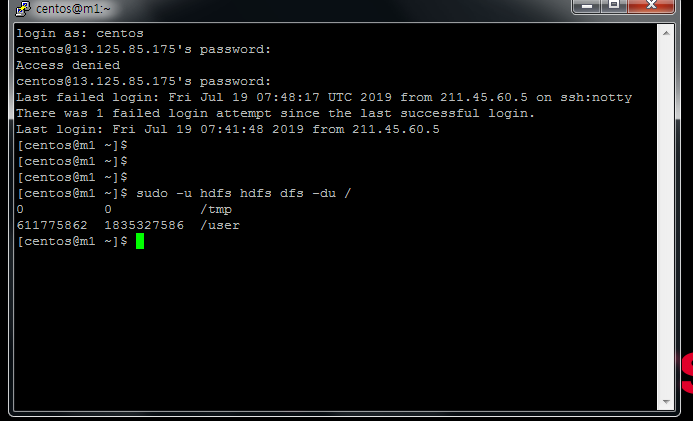 centos@m1:~
login as: centos
centos@13.125.85.175's password:
Access denied
centos@13.125.85.175's password:
Last failed login: Fri Jul 19 07:48:17 UTC 2019 from 211.45.60.5 on ssh:notty
There was 1 failed login attempt since the last successful login.
Last login: Fri Jul 19 07:41:48 2019 from 211.45.60.5
[centos@m1 ~]$
[centos@m1 ~]$
[centos@m1 ~]$
[centos@m1 ~]$ sudo -u hdfs hdfs dfs -du /
0          0           /tmp
611775862  1835327586  /user
[centos@m1 ~]$